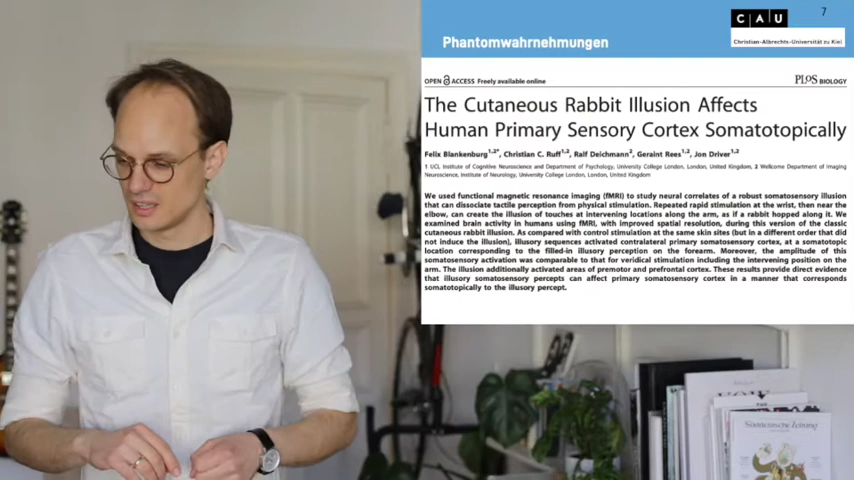 7
C A U
Christian-Albrechts-Universität zu Kiel
Phantomwahrnehmungen
OPEN ACCESS Freely available online
PLoS BIOLOGY
The Cutaneous Rabbit Illusion Affects
Human Primary Sensory Cortex Somatotopically
Felix Blankenburg1,2*, Christian C. Ruff1,2, Ralf Deichmann2, Geraint Rees1,2, Jon Driver1,2
1 UCL Institute of Cognitive Neuroscience and Department of Psychology, University College London, London, United Kingdom, 2 Wellcome Department of Imaging
Neuroscience, Institute of Neurology, University College London, London, United Kingdom
We used functional magnetic resonance imaging (fMRI) to study neural correlates of a robust somatosensory illusion
that can dissociate tactile perception from physical stimulation. Repeated rapid stimulation at the wrist, then near the
elbow, can create the illusion of touches at intervening locations along the arm, as if a rabbit hopped along it. We
examined brain activity in humans using fMRI, with improved spatial resolution, during this version of the classic
cutaneous rabbit illusion. As compared with control stimulation at the same skin sites (but in a different order that did
not induce the illusion), illusory sequences activated contralateral primary somatosensory cortex, at a somatotopic
location corresponding to the filled-in illusory perception on the forearm. Moreover, the amplitude of this
somatosensory activation was comparable to that for veridical stimulation including the intervening position on the
arm. The illusion additionally activated areas of premotor and prefrontal cortex. These results provide direct evidence
that illusory somatosensory percepts can affect primary somatosensory cortex in a manner that corresponds
somatotopically to the illusory percept.
Süddeutsche Zeitung